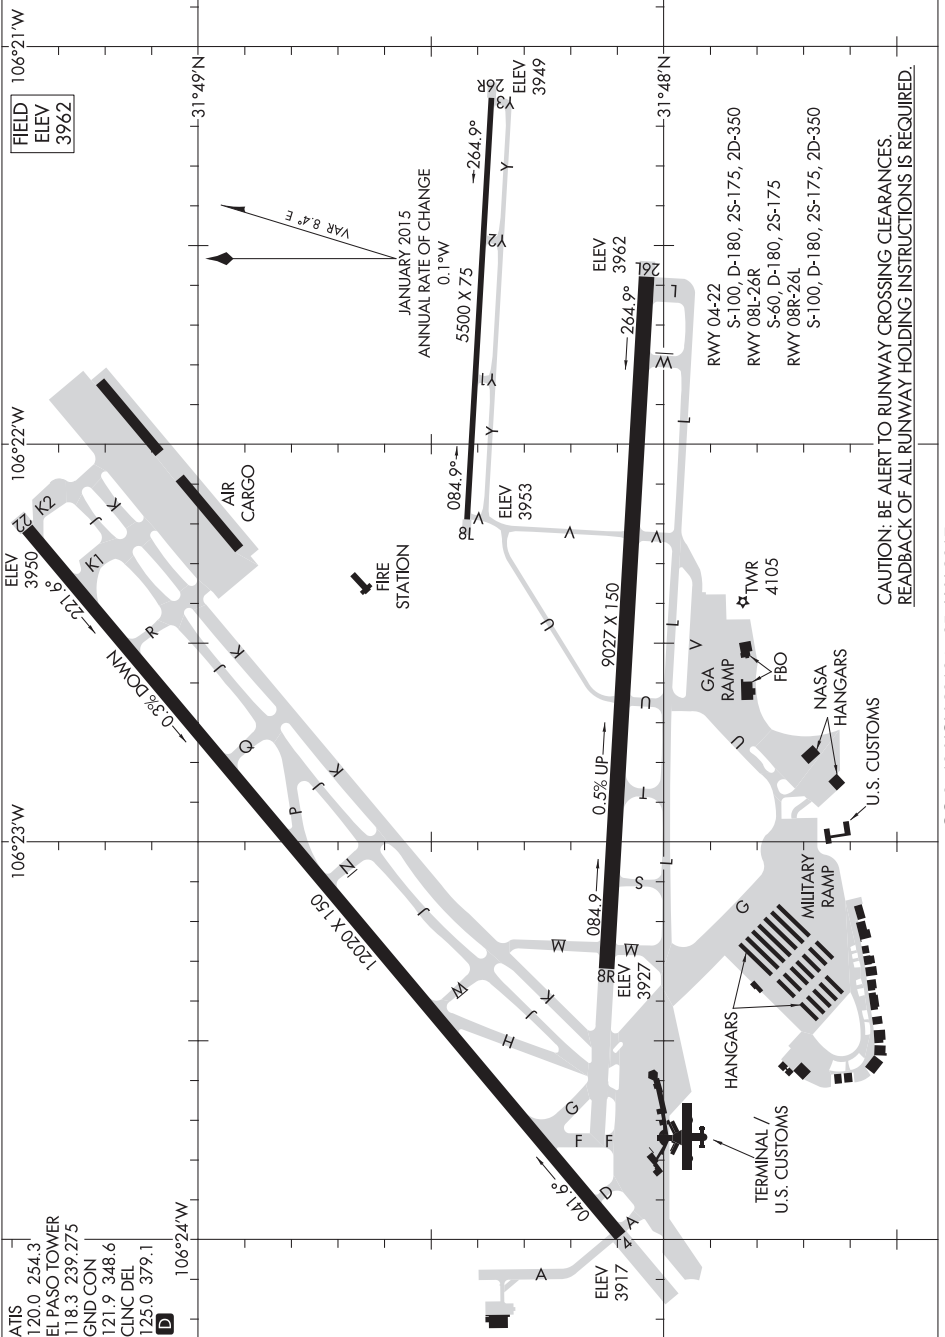 ATIS
120.0 254.3
EL PASO TOWER
118.3 239.275
GND CON
121.9 348.6
CLNC DEL
125.0 379.1
D
106°24'W
106°23'W
106°22'W
106°21'W
FIELD
ELEV
3962
31°49'N
31°48'N
VAR 8.4° E
JANUARY 2015
ANNUAL RATE OF CHANGE
0.1°W
ELEV
3950
22
221.6°
0.3% DOWN
12020 X 150
041.6°
4
ELEV
3917
K2
K1
K
J
R
K
J
Q
K
J
P
N
J
W
K
J
H
G
F
F
D
A
A
AIR
CARGO
FIRE
STATION
8L
084.9°
ELEV
3953
5500 X 75
264.9°
26R
ELEV
3949
Y
Y1
Y2
Y
Y3
V
V
V
U
8R
ELEV
3927
084.9
0.5% UP
9027 X 150
264.9°
26L
ELEV
3962
M
M
S
T
U
L
L
L
L
W
V
U
G
GA
RAMP
FBO
TWR
4105
NASA
HANGARS
U.S. CUSTOMS
MILITARY
RAMP
HANGARS
TERMINAL /
U.S. CUSTOMS
RWY 04-22
S-100, D-180, 2S-175, 2D-350
RWY 08L-26R
S-60, D-180, 2S-175
RWY 08R-26L
S-100, D-180, 2S-175, 2D-350
CAUTION: BE ALERT TO RUNWAY CROSSING CLEARANCES.
READBACK OF ALL RUNWAY HOLDING INSTRUCTIONS IS REQUIRED.